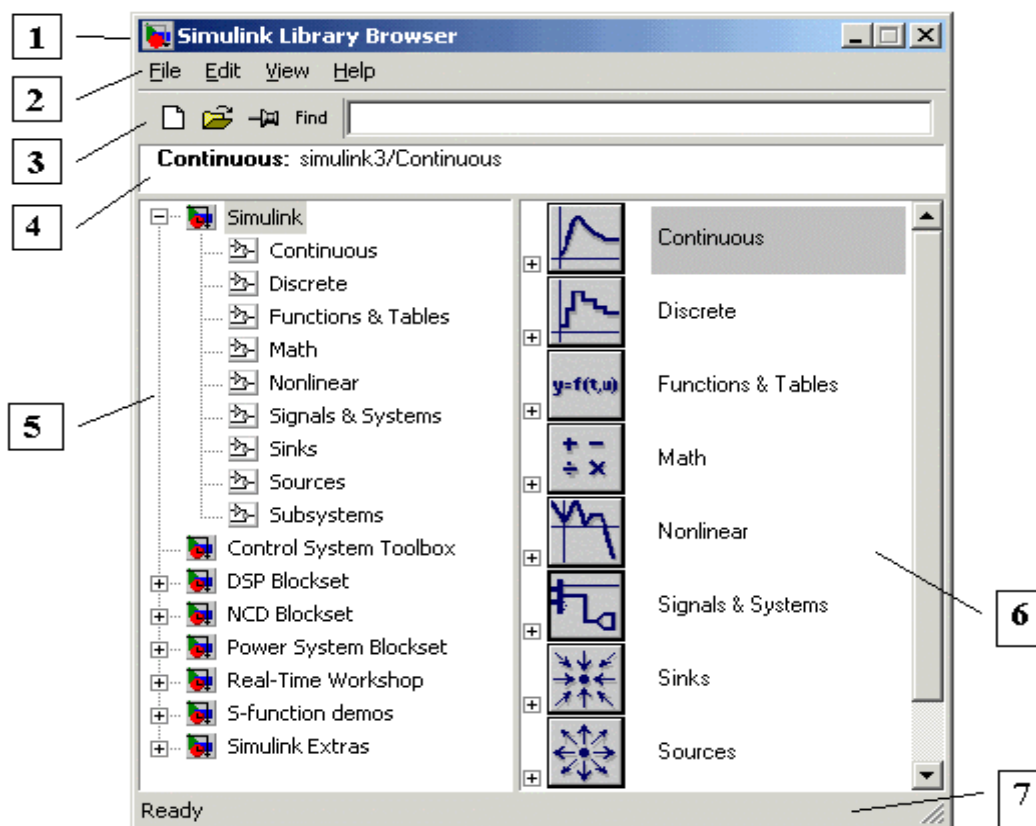 1
Simulink Library Browser
2
File Edit View Help
3
Find
4
Continuous: simulink3/Continuous
5
Simulink
Continuous
Discrete
Functions & Tables
Math
Nonlinear
Signals & Systems
Sinks
Sources
Subsystems
Control System Toolbox
DSP Blockset
NCD Blockset
Power System Blockset
Real-Time Workshop
S-function demos
Simulink Extras
Continuous
Discrete
y=f(t,u)
Functions & Tables
+ −
÷ ×
Math
Nonlinear
Signals & Systems
Sinks
Sources
6
7
Ready